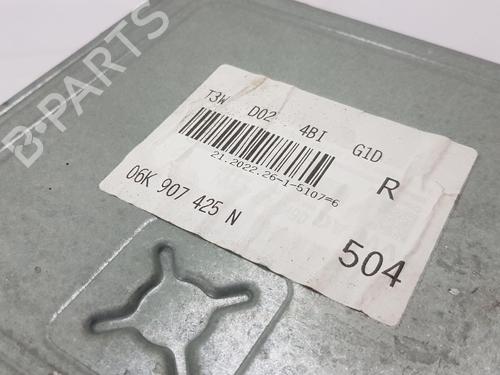 B-PARTS
T3W D02 4BI G1D
21.2022.26-1-5107=6
R
06K 907 425 N
504